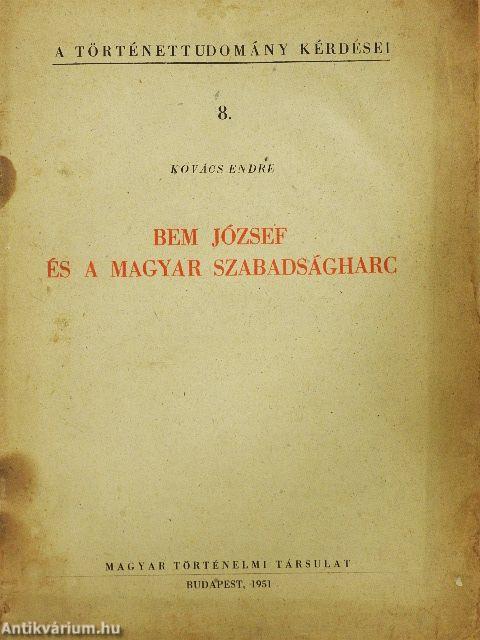 A TÖRTÉNETTUDOMÁNY KÉRDÉSEI
8.
KOVÁCS ENDRE
BEM JÓZSEF
ÉS A MAGYAR SZABADSÁGHARC
MAGYAR TÖRTÉNELMI TÁRSULAT
BUDAPEST, 1951
Antikvárium.hu